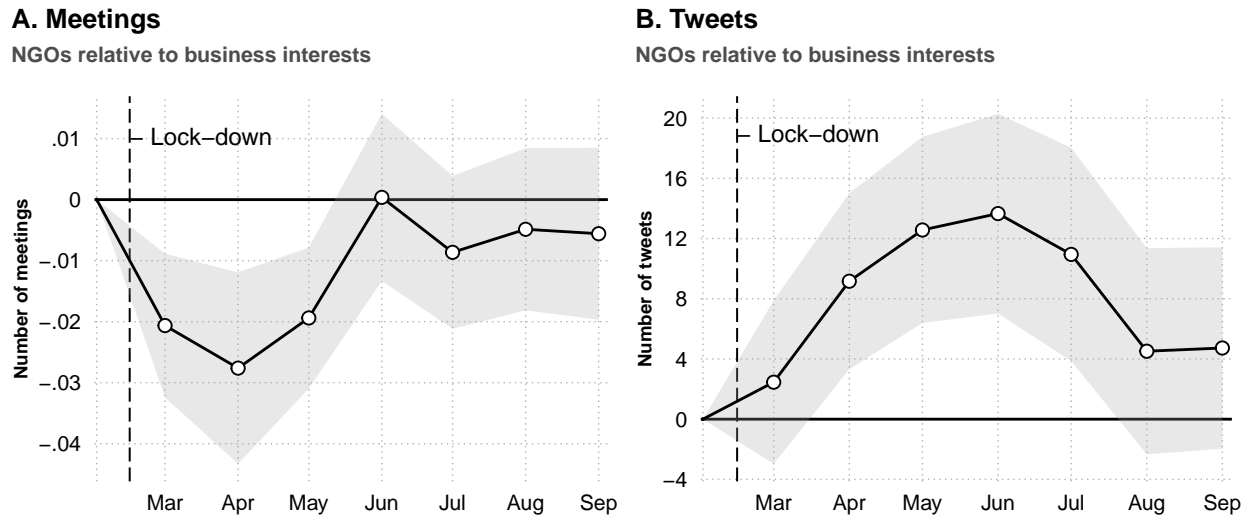 A. Meetings
NGOs relative to business interests
Number of meetings
.01
0
−.01
−.02
−.03
−.04
Lock−down
Mar Apr May Jun Jul Aug Sep
B. Tweets
NGOs relative to business interests
Number of tweets
20
16
12
8
4
0
−4
Lock−down
Mar Apr May Jun Jul Aug Sep